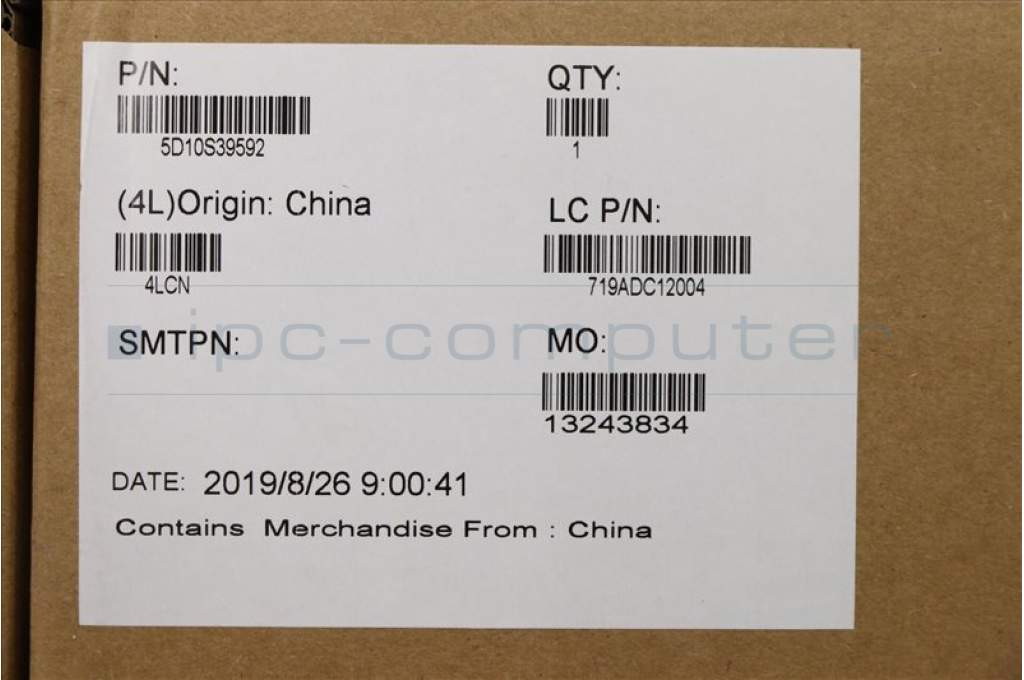 P/N:
5D10S39592
QTY:
1
(4L)Origin: China
4LCN
LC P/N:
719ADC12004
SMTPN:
MO:
13243834
ipc-computer
DATE: 2019/8/26 9:00:41
Contains Merchandise From : China